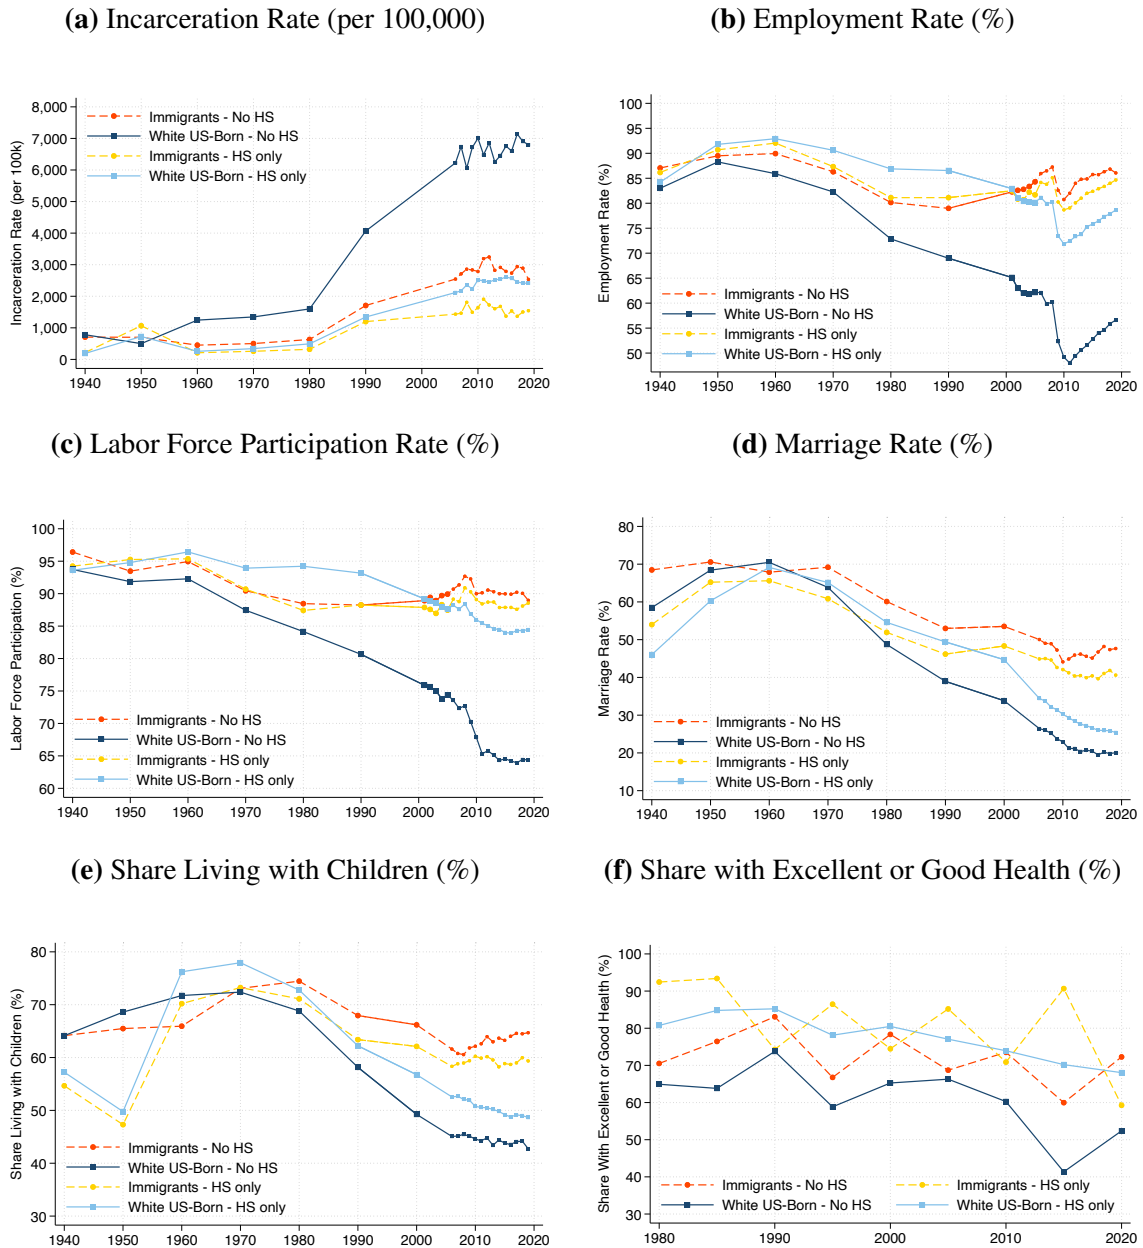 (a) Incarceration Rate (per 100,000)
Incarceration Rate (per 100k)
8,000
7,000
6,000
5,000
4,000
3,000
2,000
1,000
0
Immigrants - No HS
White US-Born - No HS
Immigrants - HS only
White US-Born - HS only
1940 1950 1960 1970 1980 1990 2000 2010 2020
(b) Employment Rate (%)
Employment Rate (%)
100
95
90
85
80
75
70
65
60
55
50
Immigrants - No HS
White US-Born - No HS
Immigrants - HS only
White US-Born - HS only
1940 1950 1960 1970 1980 1990 2000 2010 2020
(c) Labor Force Participation Rate (%)
Labor Force Participation (%)
100
95
90
85
80
75
70
65
60
Immigrants - No HS
White US-Born - No HS
Immigrants - HS only
White US-Born - HS only
1940 1950 1960 1970 1980 1990 2000 2010 2020
(d) Marriage Rate (%)
Marriage Rate (%)
80
70
60
50
40
30
20
10
Immigrants - No HS
White US-Born - No HS
Immigrants - HS only
White US-Born - HS only
1940 1950 1960 1970 1980 1990 2000 2010 2020
(e) Share Living with Children (%)
Share Living with Children (%)
80
70
60
50
40
30
Immigrants - No HS
White US-Born - No HS
Immigrants - HS only
White US-Born - HS only
1940 1950 1960 1970 1980 1990 2000 2010 2020
(f) Share with Excellent or Good Health (%)
Share With Excellent or Good Health (%)
100
90
80
70
60
50
40
30
Immigrants - No HS Immigrants - HS only
White US-Born - No HS White US-Born - HS only
1980 1990 2000 2010 2020